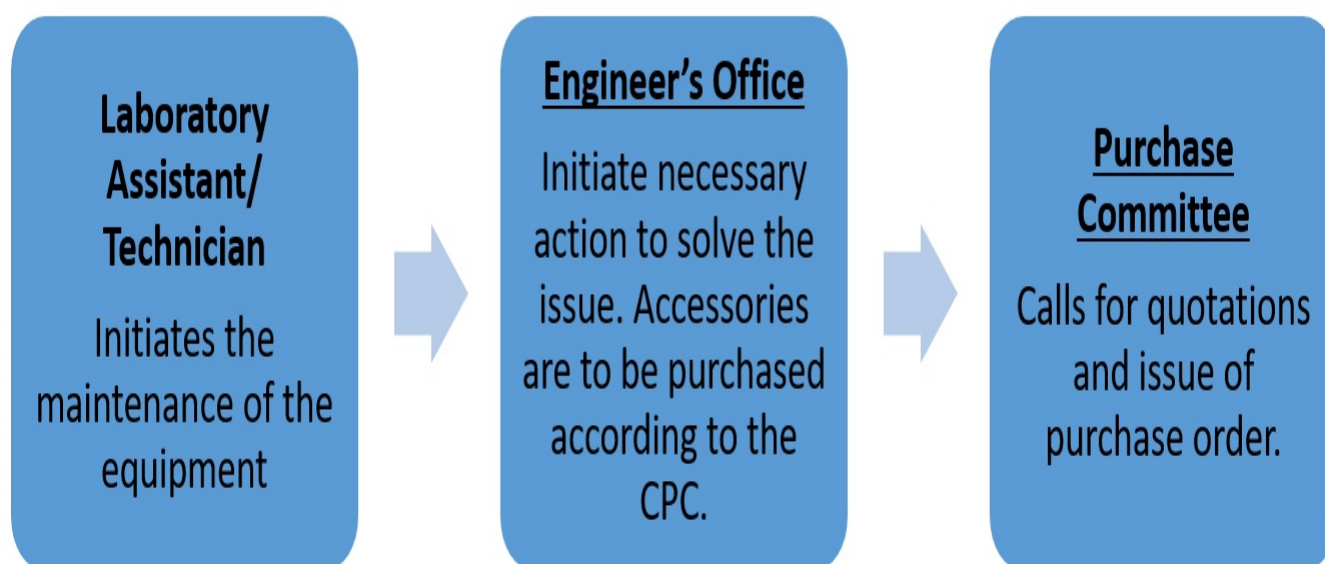 Laboratory
Assistant/
Technician
Initiates the
maintenance of the
equipment
Engineer’s Office
Initiate necessary
action to solve the
issue. Accessories
are to be purchased
according to the
CPC.
Purchase
Committee
Calls for quotations
and issue of
purchase order.